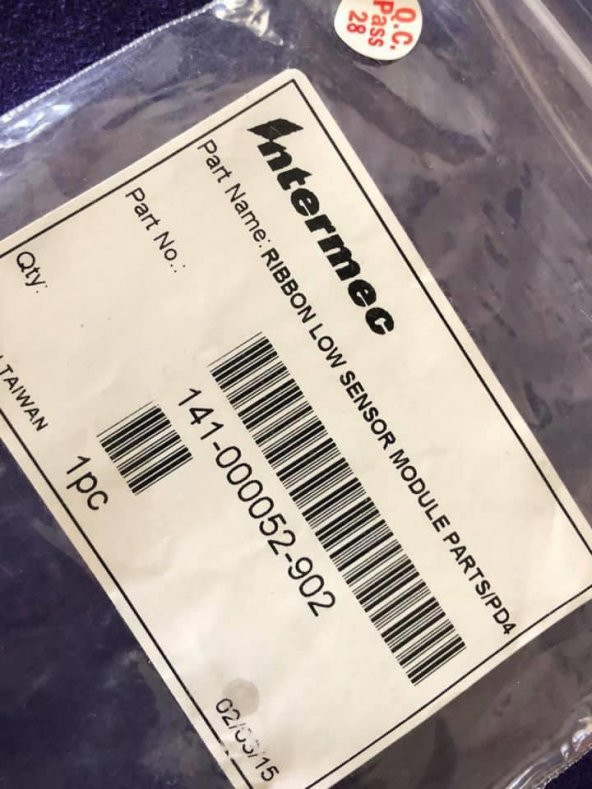 Q.C.
Pass
28
Intermec
Part Name: RIBBON LOW SENSOR MODULE PARTS/PD4
Part No.:
141-000052-902
Qty:
1pc
TAIWAN